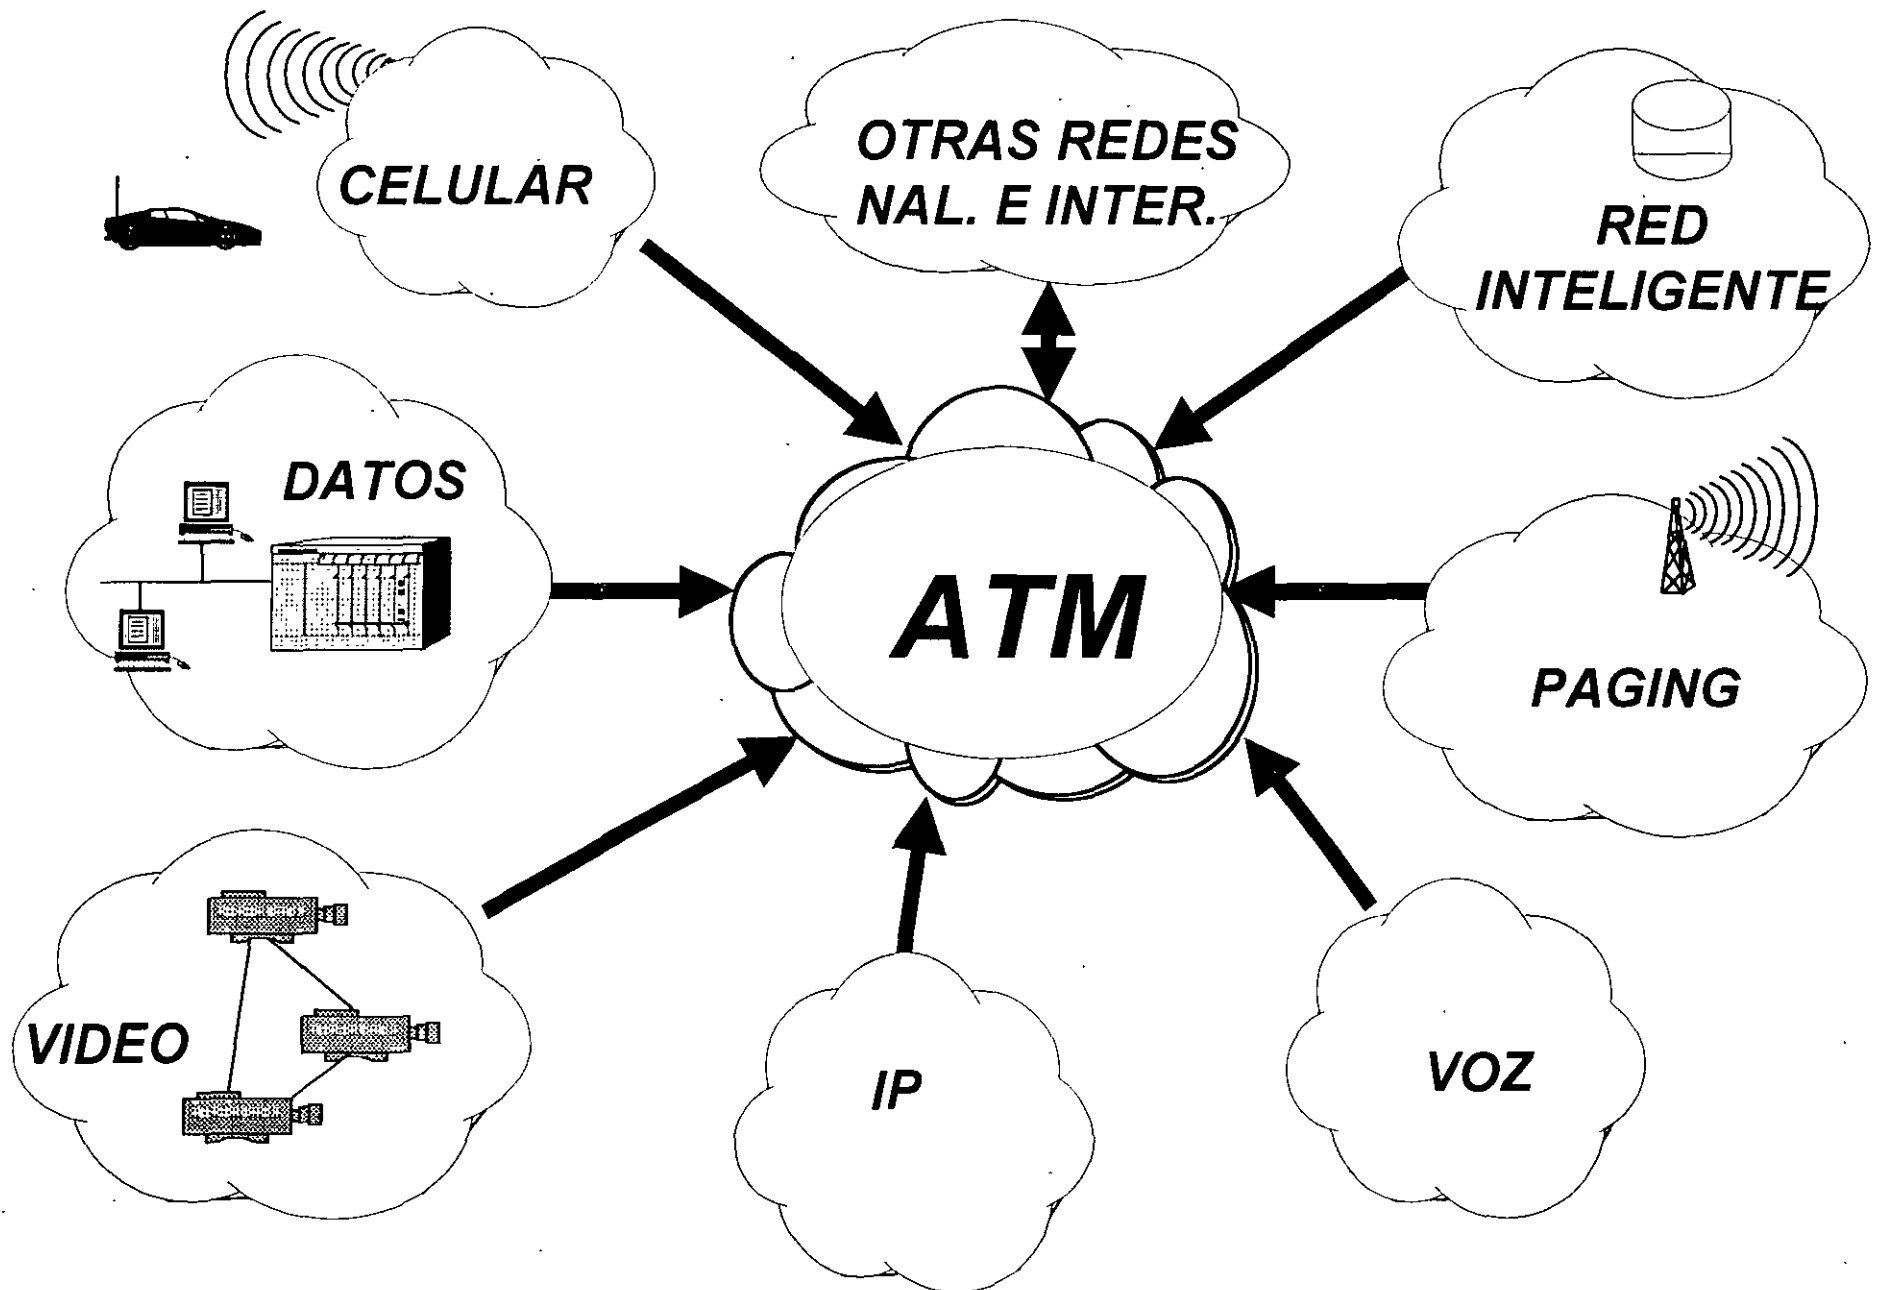 CELULAR
OTRAS REDES
NAL. E INTER.
RED
INTELIGENTE
DATOS
ATM
PAGING
VIDEO
IP
VOZ